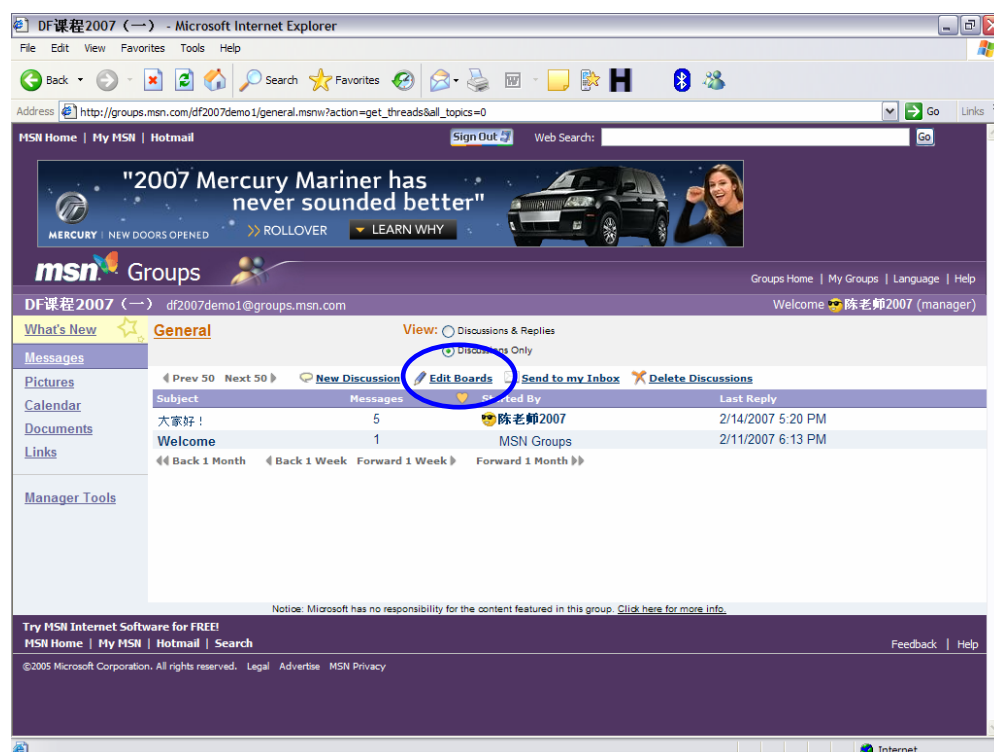 DF课程2007（一） - Microsoft Internet Explorer
File Edit View Favorites Tools Help
Back Search Favorites W H
Address http://groups.msn.com/df2007demo1/general.msnw?action=get_threads&all_topics=0 Go Links
MSN Home | My MSN | Hotmail Sign Out Web Search: Go
"2007 Mercury Mariner has
never sounded better"
MERCURY | NEW DOORS OPENED >> ROLLOVER LEARN WHY
msn Groups
Groups Home | My Groups | Language | Help
DF课程2007（一） df2007demo1@groups.msn.com Welcome 陈老师2007 (manager)
What's New General View: Discussions & Replies
Discussions Only
Messages
Pictures
Calendar
Documents
Links
Manager Tools
Prev 50 Next 50 New Discussion Edit Boards Send to my Inbox Delete Discussions
Subject Messages Started By Last Reply
大家好！ 5 陈老师2007 2/14/2007 5:20 PM
Welcome 1 MSN Groups 2/11/2007 6:13 PM
Back 1 Month Back 1 Week Forward 1 Week Forward 1 Month
Notice: Microsoft has no responsibility for the content featured in this group. Click here for more info.
Try MSN Internet Software for FREE!
MSN Home | My MSN | Hotmail | Search Feedback | Help
©2005 Microsoft Corporation. All rights reserved. Legal Advertise MSN Privacy
Internet